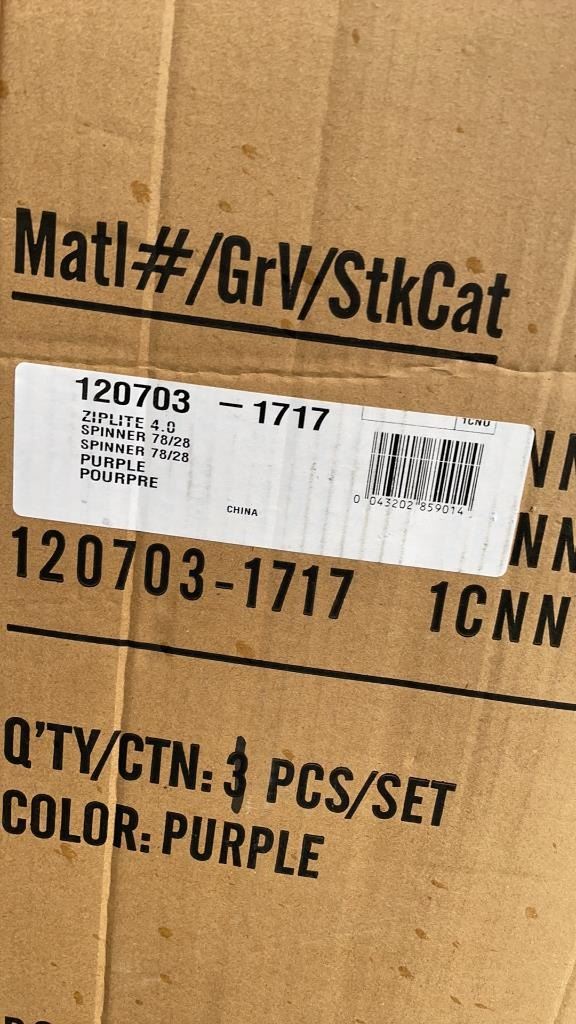 Matl#/GrV/StkCat
120703 – 1717
1CNU
ZIPLITE 4.0
SPINNER 78/28
SPINNER 78/28
PURPLE
POURPRE
CHINA
0 043202 859014
120703-1717 1CNN
Q'TY/CTN: PCS/SET
COLOR: PURPLE